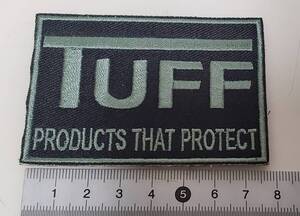 TUFF
PRODUCTS THAT PROTECT
1 2 3 4 5 6 7 8